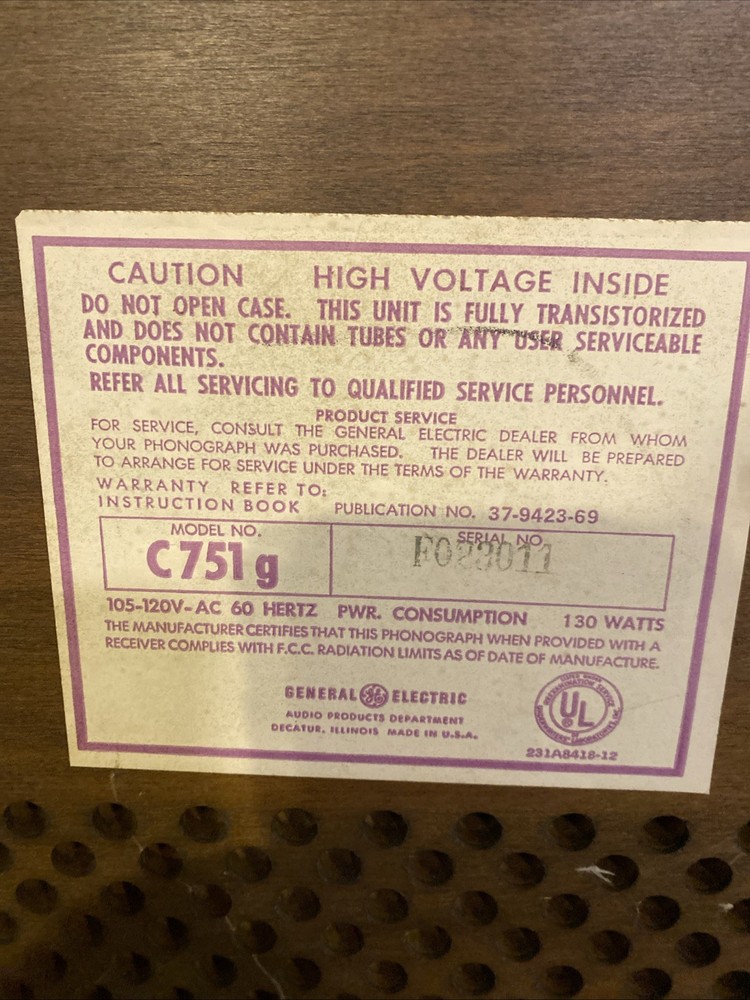 CAUTION HIGH VOLTAGE INSIDE
DO NOT OPEN CASE. THIS UNIT IS FULLY TRANSISTORIZED
AND DOES NOT CONTAIN TUBES OR ANY USER SERVICEABLE
COMPONENTS.
REFER ALL SERVICING TO QUALIFIED SERVICE PERSONNEL.
PRODUCT SERVICE
FOR SERVICE, CONSULT THE GENERAL ELECTRIC DEALER FROM WHOM
YOUR PHONOGRAPH WAS PURCHASED. THE DEALER WILL BE PREPARED
TO ARRANGE FOR SERVICE UNDER THE TERMS OF THE WARRANTY.
WARRANTY REFER TO:
INSTRUCTION BOOK PUBLICATION NO. 37-9423-69
MODEL NO. SERIAL NO.
C751g F023011
105-120V-AC 60 HERTZ PWR. CONSUMPTION 130 WATTS
THE MANUFACTURER CERTIFIES THAT THIS PHONOGRAPH WHEN PROVIDED WITH A
RECEIVER COMPLIES WITH F.C.C. RADIATION LIMITS AS OF DATE OF MANUFACTURE.
GENERAL GE ELECTRIC
AUDIO PRODUCTS DEPARTMENT
DECATUR, ILLINOIS MADE IN U.S.A.
UL
231A8418-12